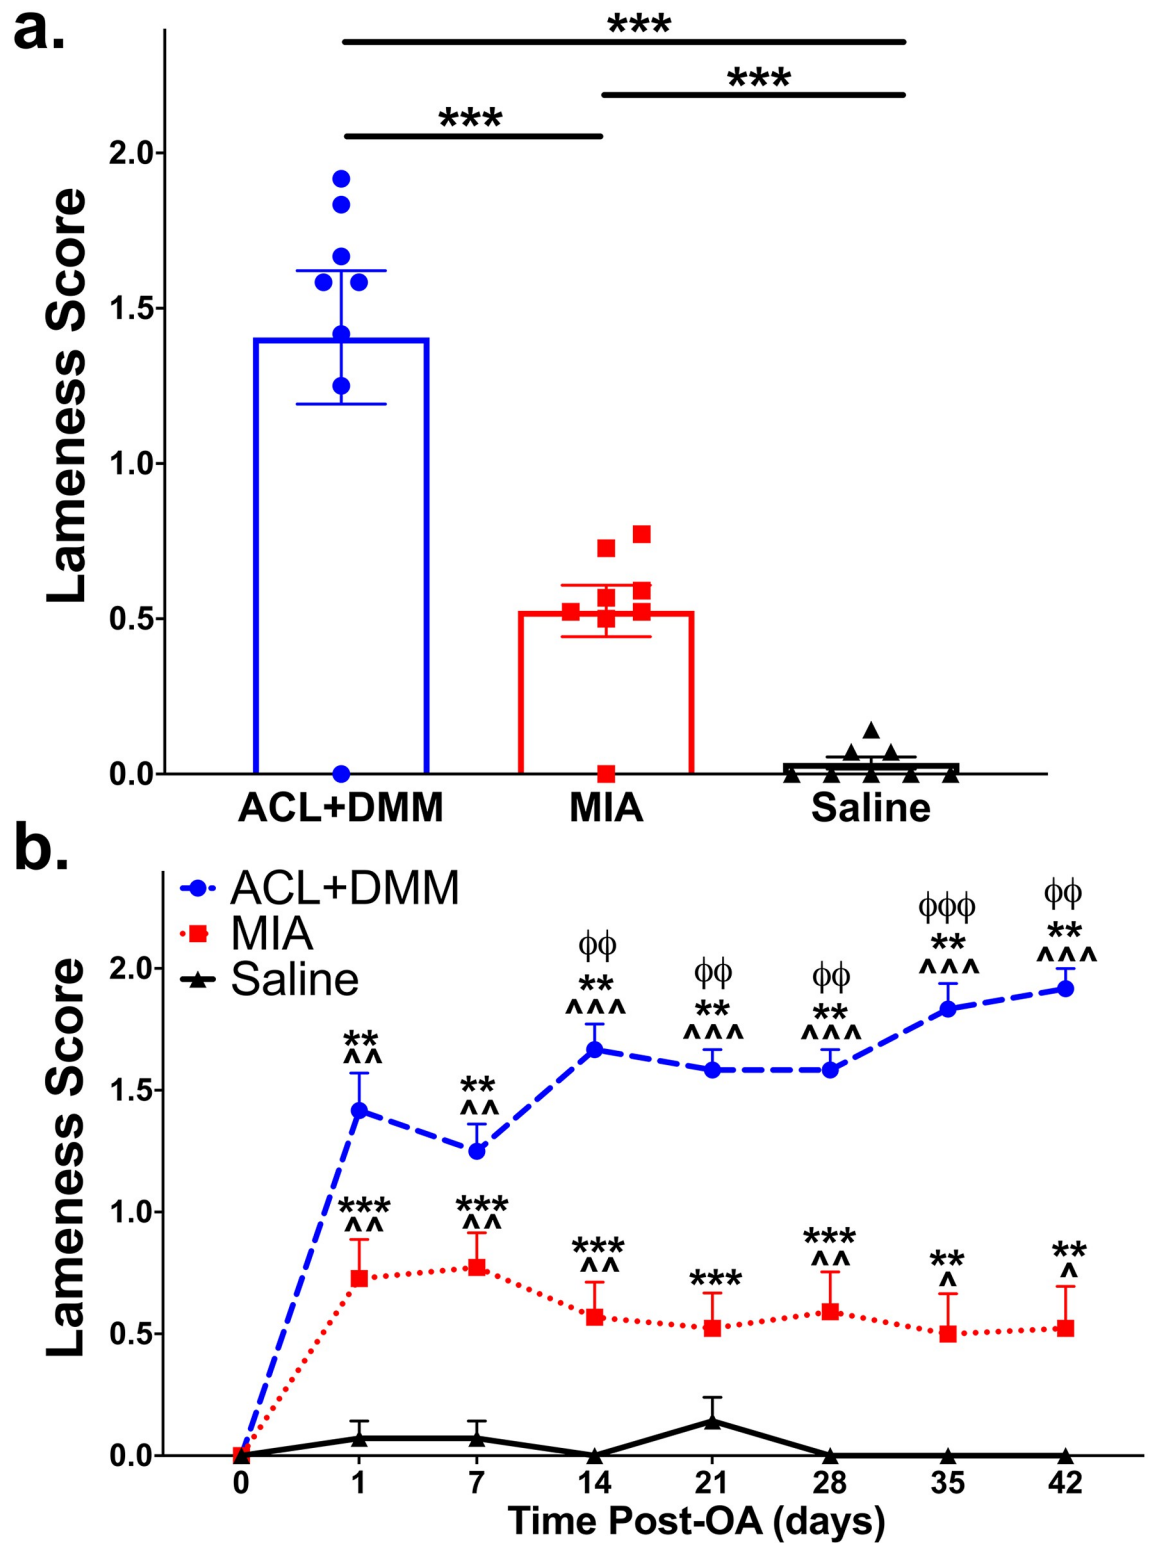 a.
***
***
***
Lameness Score
2.0
1.5
1.0
0.5
0.0
ACL+DMM MIA Saline
b.
ACL+DMM
MIA
Saline
Lameness Score
2.0
1.5
1.0
0.5
0.0
** 
^^
**
^^
ϕϕ
**
^^^
ϕϕ
**
^^^
ϕϕ
**
^^^
ϕϕϕ
**
^^^
ϕϕ
**
^^^
***
^^
***
^^
***
^^
***
***
^^
**
^
**
^
0 1 7 14 21 28 35 42
Time Post-OA (days)